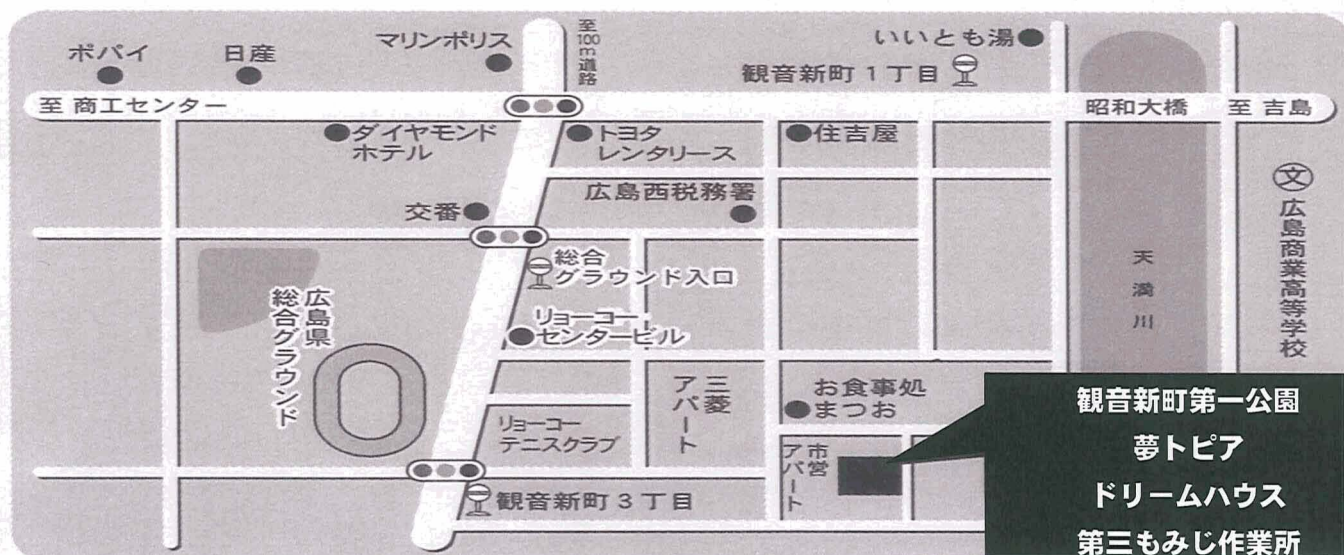 ポパイ
日産
マリンポリス
至100m道路
いいとも湯
観音新町1丁目
至 商工センター
昭和大橋
至 吉島
ダイヤモンド
ホテル
トヨタ
レンタリース
住吉屋
広島西税務署
交番
文
広島商業高等学校
総合
グラウンド入口
天満川
広島県
総合グラウンド
リョーコー
センタービル
三菱
アパート
お食事処
まつお
リョーコー
テニスクラブ
市営
アパート
観音新町3丁目
観音新町第一公園
夢トピア
ドリームハウス
第三もみじ作業所